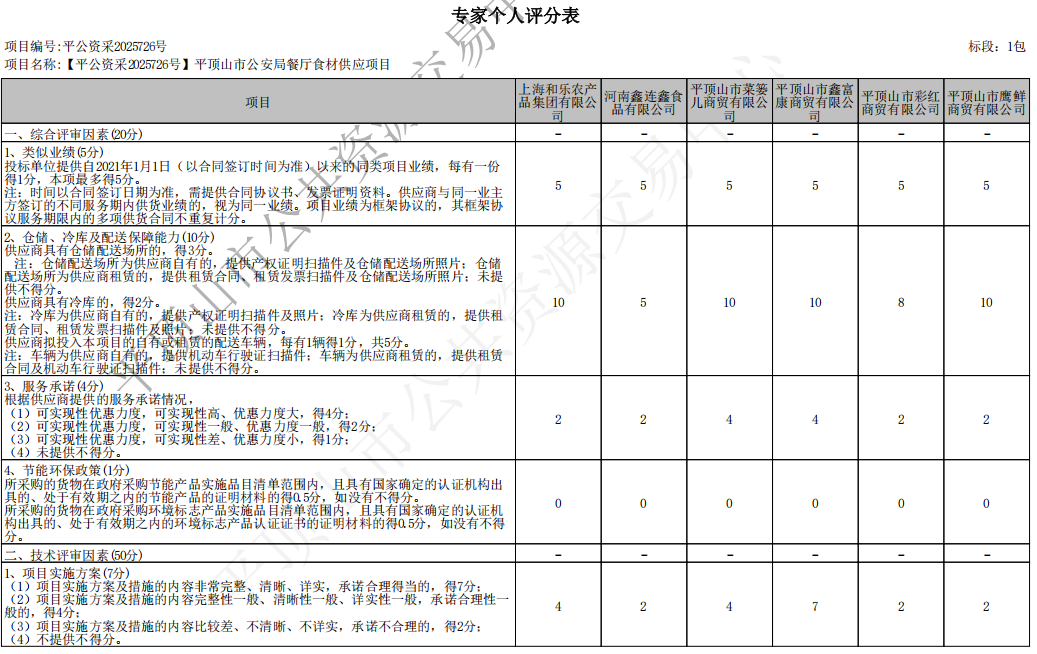 专家个人评分表
项目编号:平公资采2025726号
标段: 1包
项目名称:【平公资采2025726号】平顶山市公安局餐厅食材供应项目
项目 上海和乐农产品集团有限公司 河南鑫连鑫食品有限公司 平顶山市菜篓儿商贸有限公司 平顶山市鑫富康商贸有限公司 平顶山市彩红商贸有限公司 平顶山市鹰鲜商贸有限公司
一、综合评审因素(20分) - - - - - -
1、类似业绩(5分)
投标单位提供自2021年1月1日（以合同签订时间为准）以来的同类项目业绩，每有一份
得1分，本项最多得5分。
注：时间以合同签订日期为准，需提供合同协议书、发票证明资料。供应商与同一业主
方签订的不同服务期内供货业绩的，视为同一业绩。项目业绩为框架协议的，其框架协
议服务期限内的多项供货合同不重复计分。
5 5 5 5 5 5
2、仓储、冷库及配送保障能力(10分)
供应商具有仓储配送场所的，得3分。
注：仓储配送场所为供应商自有的，提供产权证明扫描件及仓储配送场所照片；仓储
配送场所为供应商租赁的，提供租赁合同、租赁发票扫描件及仓储配送场所照片；未提
供不得分。
供应商具有冷库的，得2分。
注：冷库为供应商自有的，提供产权证明扫描件及照片；冷库为供应商租赁的，提供租
赁合同、租赁发票扫描件及照片；未提供不得分。
供应商拟投入本项目的自有或租赁的配送车辆，每有1辆得1分，共5分。
注：车辆为供应商自有的，提供机动车行驶证扫描件；车辆为供应商租赁的，提供租赁
合同及机动车行驶证扫描件；未提供不得分。
10 5 10 10 8 10
3、服务承诺(4分)
根据供应商提供的服务承诺情况，
（1）可实现性优惠力度，可实现性高、优惠力度大，得4分；
（2）可实现性优惠力度，可实现性一般、优惠力度一般，得2分；
（3）可实现性优惠力度，可实现性差、优惠力度小，得1分；
（4）未提供不得分。
2 2 4 4 2 2
4、节能环保政策(1分)
所采购的货物在政府采购节能产品实施品目清单范围内，且具有国家确定的认证机构出
具的、处于有效期之内的节能产品的证明材料的得0.5分，如没有不得分。
所采购的货物在政府采购环境标志产品实施品目清单范围内，且具有国家确定的认证机
构出具的、处于有效期之内的环境标志产品认证证书的证明材料的得0.5分，如没有不得
分。
0 0 0 0 0 0
二、技术评审因素(50分) - - - - - -
1、项目实施方案(7分)
（1）项目实施方案及措施的内容非常完整、清晰、详实，承诺合理得当的，得7分；
（2）项目实施方案及措施的内容完整性一般、清晰性一般、详实性一般，承诺合理性一
般的，得4分；
（3）项目实施方案及措施的内容比较差、不清晰、不详实，承诺不合理的，得2分；
（4）不提供不得分。
4 2 4 7 2 2
平顶山市公共资源交易中心
平顶山市公共资源交易中心